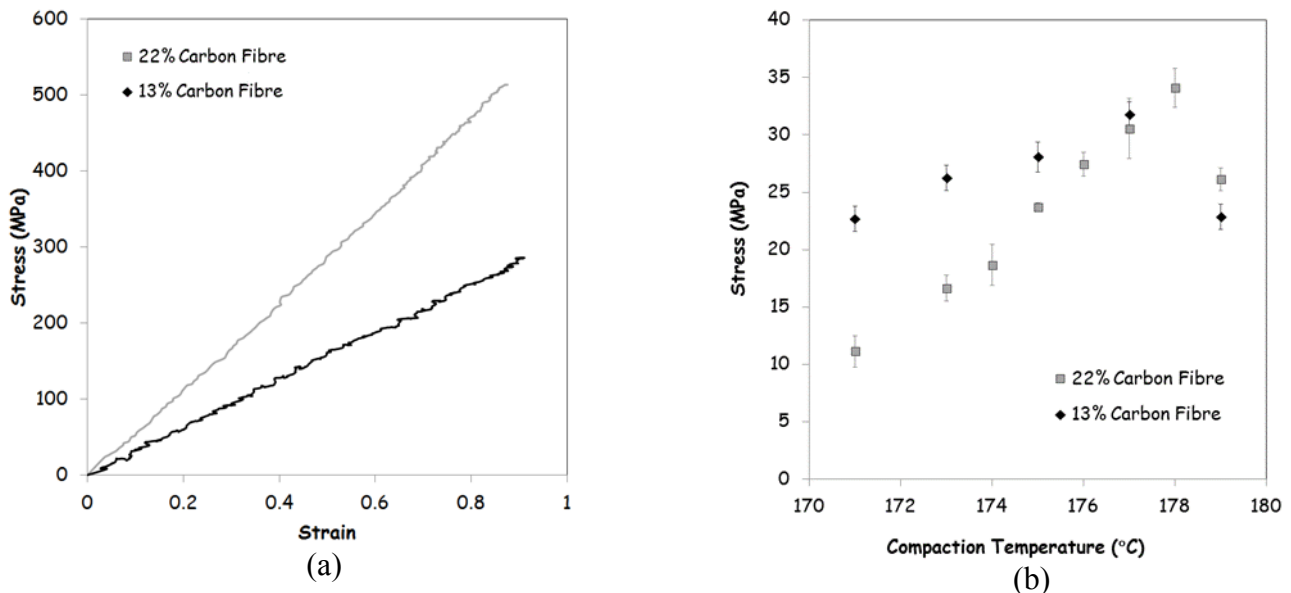 600
500
400
300
200
100
0
Stress (MPa)
22% Carbon Fibre
13% Carbon Fibre
0
0.2
0.4
0.6
0.8
1
Strain
(a)
40
35
30
25
20
15
10
5
0
Stress (MPa)
22% Carbon Fibre
13% Carbon Fibre
170
172
174
176
178
180
Compaction Temperature (°C)
(b)